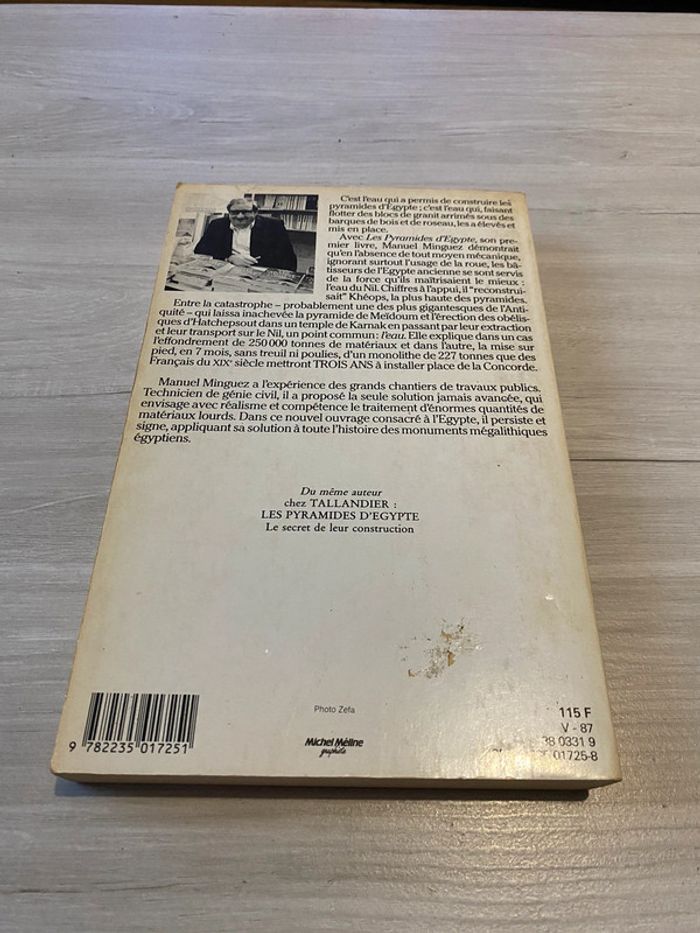 C'est l'eau qui a permis de construire les
pyramides d'Egypte ; c'est l'eau qui, faisant
flotter des blocs de granit arrimés sous des
barques de bois et de roseau, les a élevés et
mis en place.
Avec Les Pyramides d'Egypte, son pre-
mier livre, Manuel Minguez démontrait
qu'en l'absence de tout moyen mécanique,
ignorant surtout l'usage de la roue, les bâ-
tisseurs de l'Egypte ancienne se sont servis
de la force qu'ils maîtrisaient le mieux :
l'eau du Nil. Chiffres à l'appui, il "reconstrui-
sait" Khéops, la plus haute des pyramides.
Entre la catastrophe – probablement une des plus gigantesques de l'Anti-
quité – qui laissa inachevée la pyramide de Meïdoum et l'érection des obélis-
ques d'Hatchepsout dans un temple de Karnak en passant par leur extraction
et leur transport sur le Nil, un point commun : l'eau. Elle explique dans un cas
l'effondrement de 250 000 tonnes de matériaux et dans l'autre, la mise sur
pied, en 7 mois, sans treuil ni poulies, d'un monolithe de 227 tonnes que des
Français du XIXe siècle mettront TROIS ANS à installer place de la Concorde.
Manuel Minguez a l'expérience des grands chantiers de travaux publics.
Technicien de génie civil, il a proposé la seule solution jamais avancée, qui
envisage avec réalisme et compétence le traitement d'énormes quantités de
matériaux lourds. Dans ce nouvel ouvrage consacré à l'Egypte, il persiste et
signe, appliquant sa solution à toute l'histoire des monuments mégalithiques
égyptiens.
Du même auteur
chez TALLANDIER :
LES PYRAMIDES D'EGYPTE
Le secret de leur construction
Photo Zefa
Michel Méline
graphiste
9 782235 017251
115 F
V - 87
38 0331 9
01725-8